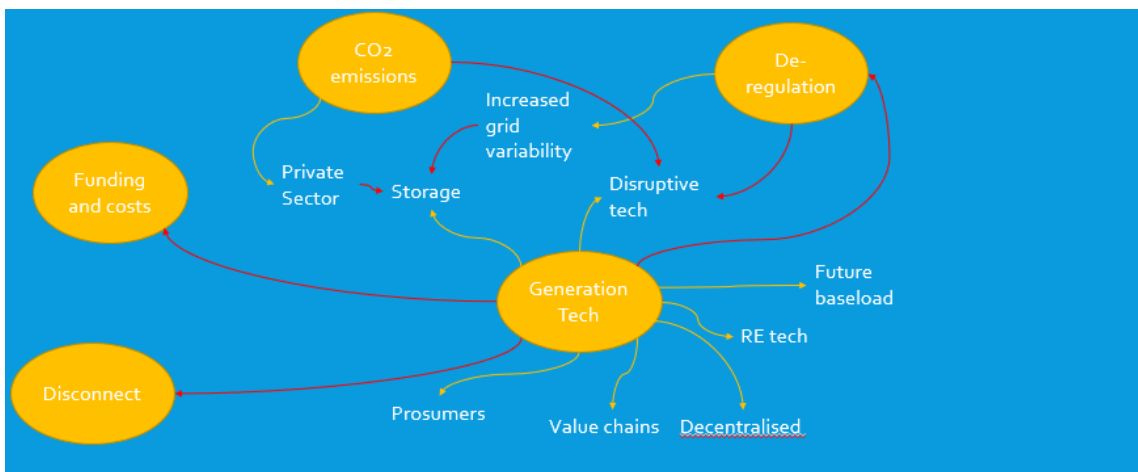 CO2
emissions
De-
regulation
Increased
grid
variability
Funding
and costs
Private
Sector
Storage
Disruptive
tech
Generation
Tech
Future
baseload
RE tech
Disconnect
Prosumers
Value chains
Decentralised